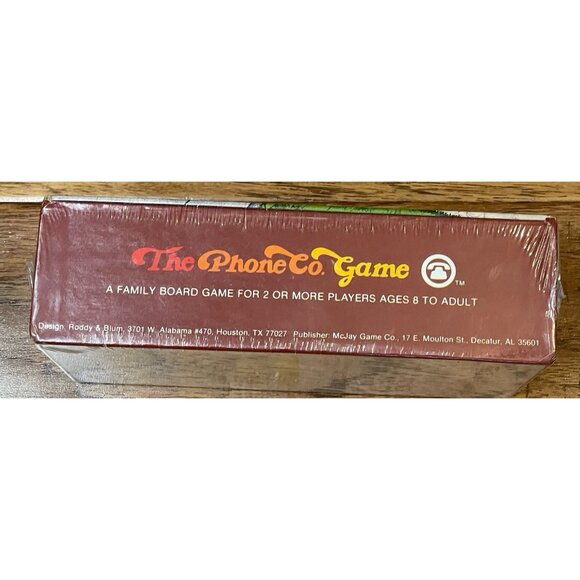 The Phone Co. Game TM
A FAMILY BOARD GAME FOR 2 OR MORE PLAYERS AGES 8 TO ADULT
Design, Roddy & Blum, 3701 W. Alabama #470, Houston, TX 77027 Publisher: McJay Game Co., 17 E. Moulton St., Decatur, AL 35601